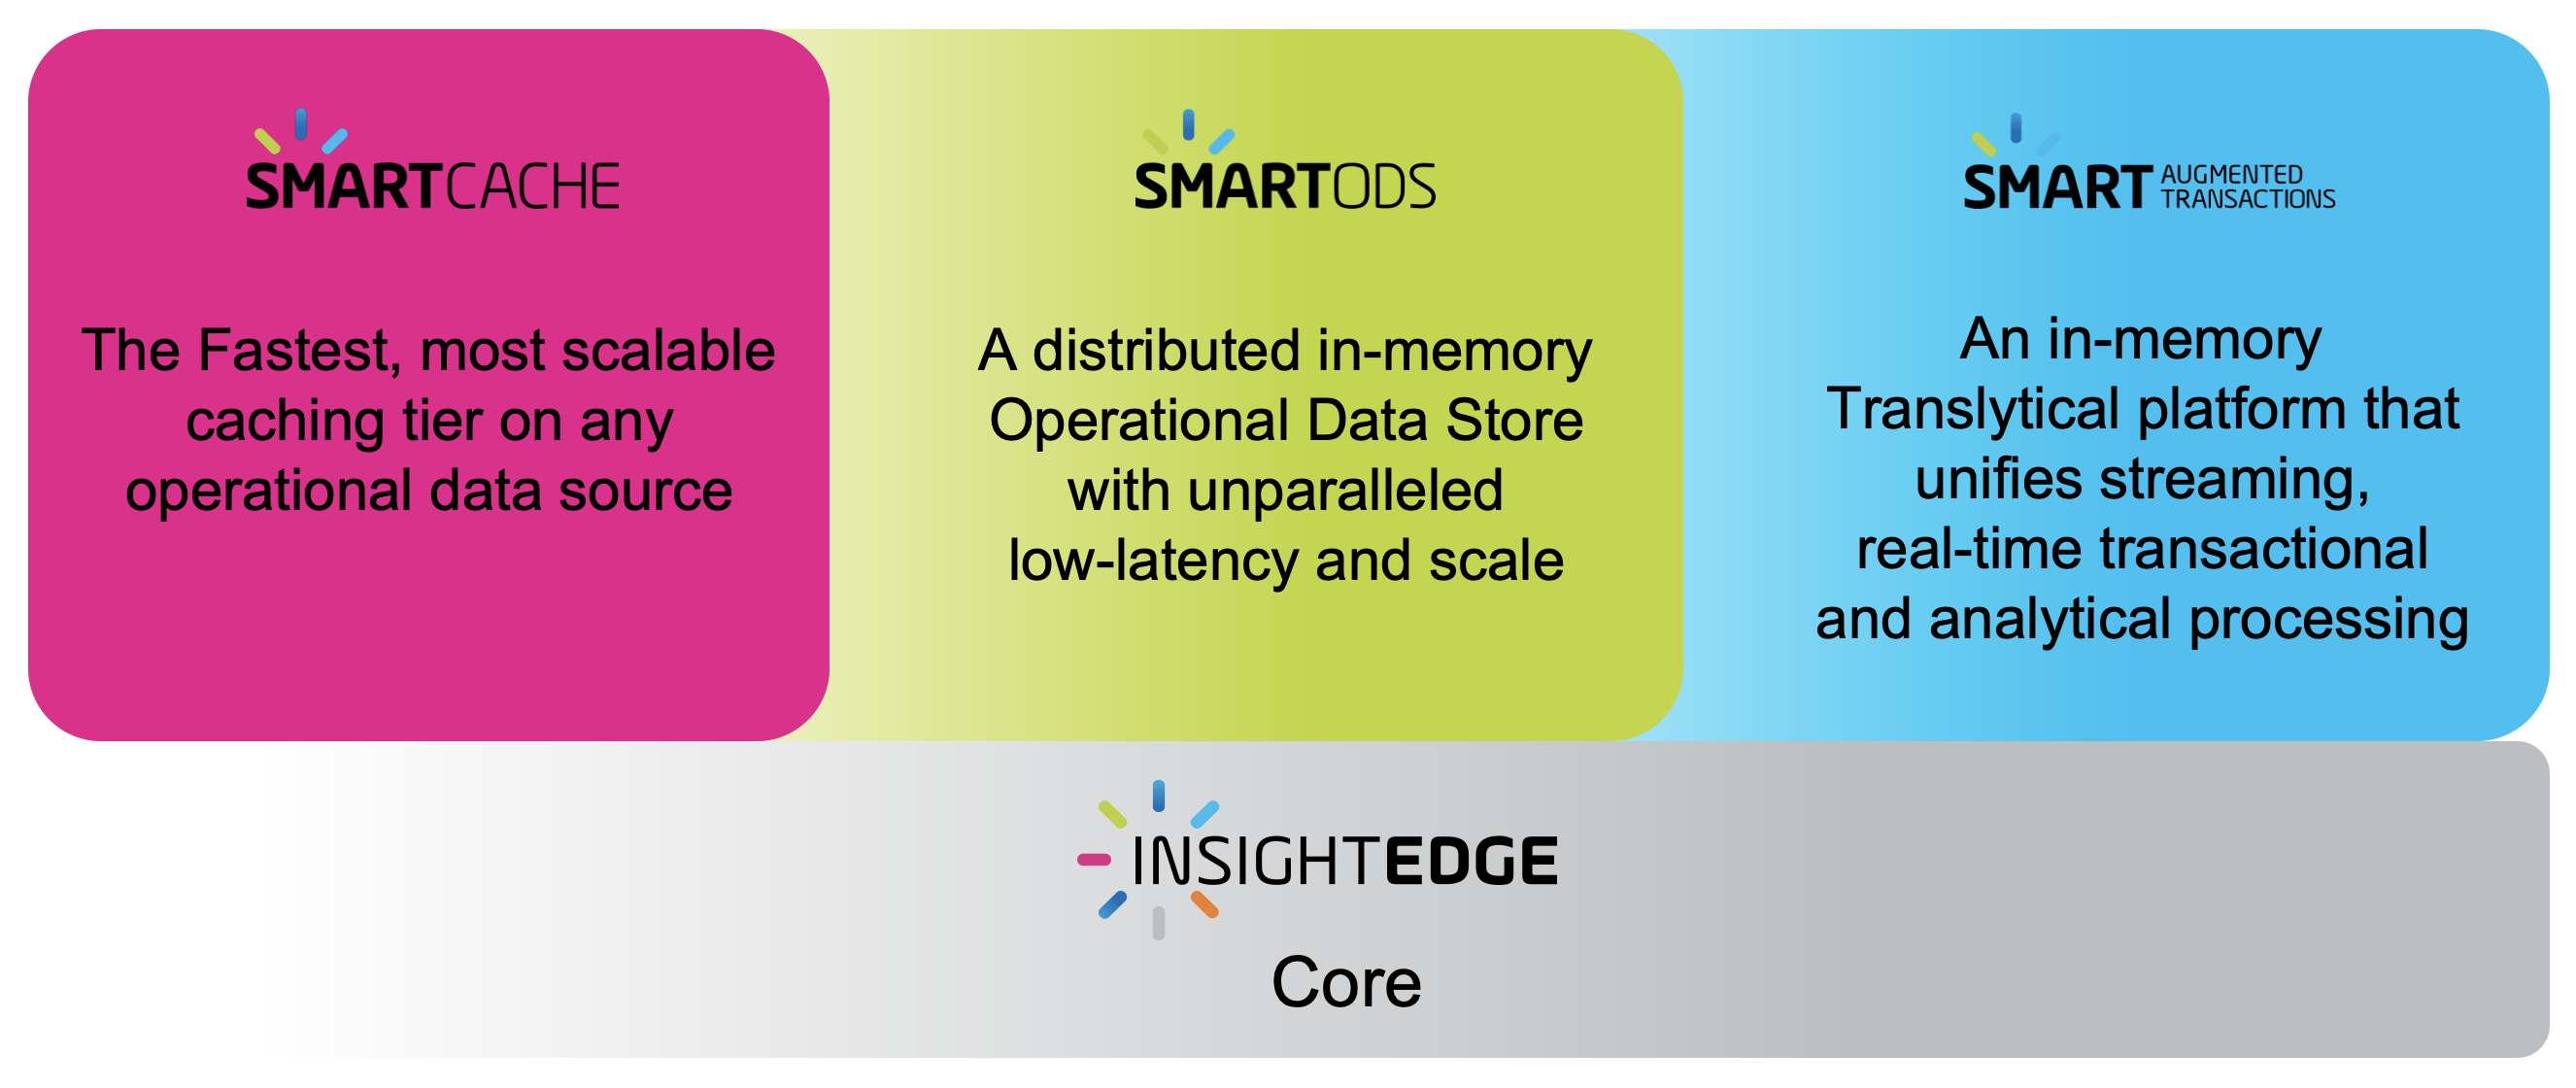 SMARTCACHE
The Fastest, most scalable
caching tier on any
operational data source
SMARTODS
A distributed in-memory
Operational Data Store
with unparalleled
low-latency and scale
SMART AUGMENTED
TRANSACTIONS
An in-memory
Translytical platform that
unifies streaming,
real-time transactional
and analytical processing
INSIGHTEDGE
Core